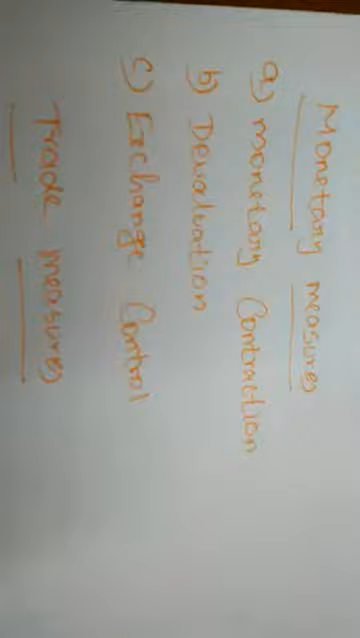 Monetary measures
a) monetary Contraction
b) Devaluation
c) Exchange Control
Trade measures